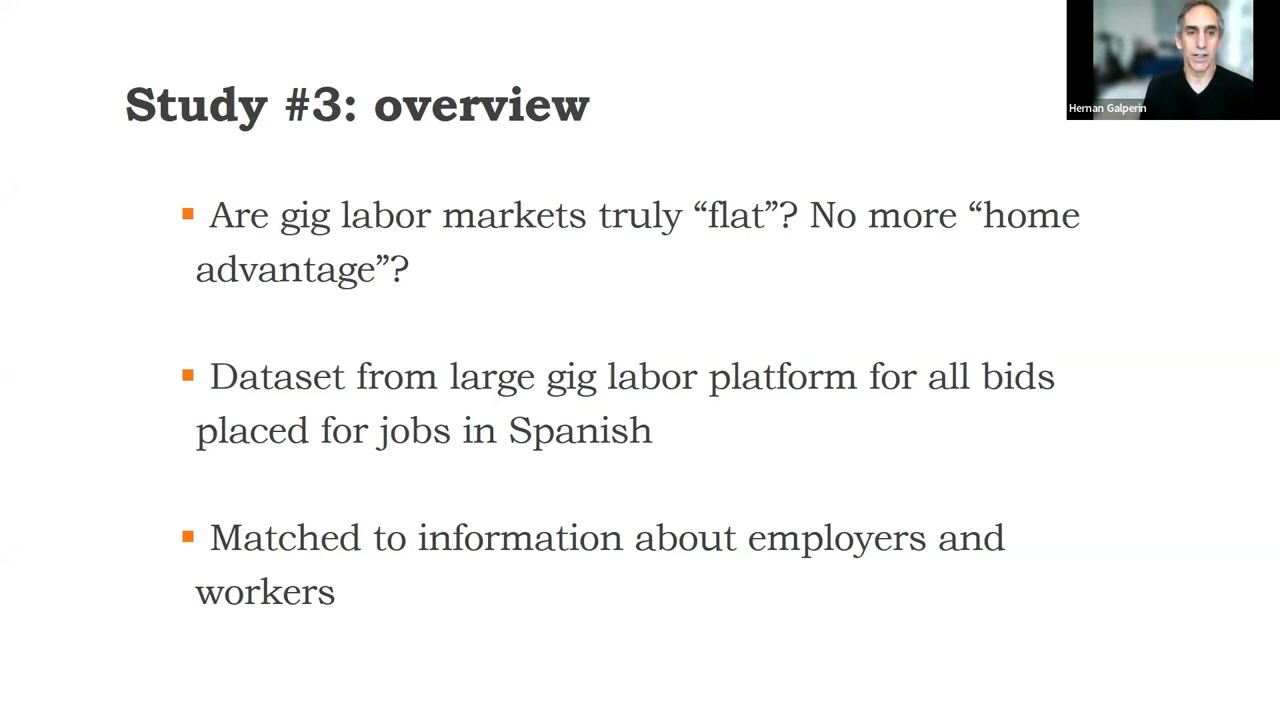 Hernan Galperin
Study #3: overview
▪ Are gig labor markets truly “flat”? No more “home
advantage”?
▪ Dataset from large gig labor platform for all bids
placed for jobs in Spanish
▪ Matched to information about employers and
workers